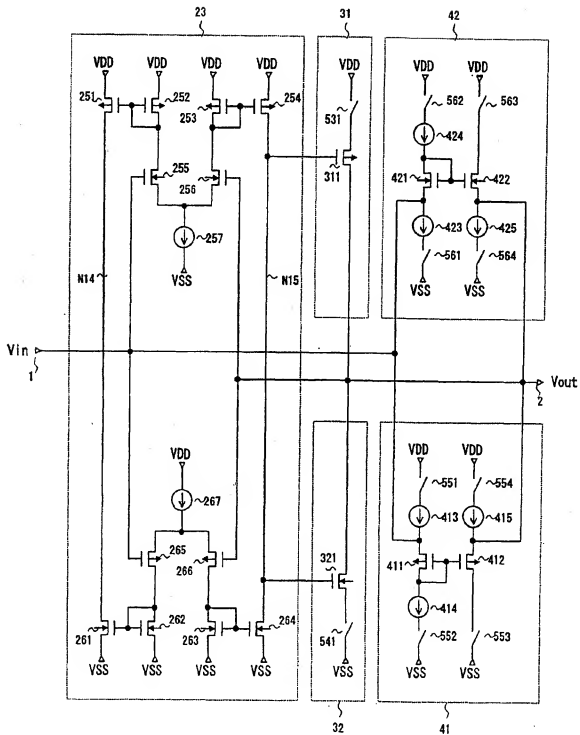 23
31
42
VDD VDD VDD VDD
VDD
VDD VDD
251 252 253 254
531
562 563
424
255 256
311
421 422
257
423 425
N14 VSS N15
561 564
VSS VSS
Vin
1
Vout
2
VDD
VDD VDD
267
551 554
413 415
265 266
321
411 412
261 262 263 264
414
541
552 553
VSS VSS VSS VSS
VSS
VSS VSS
32
41